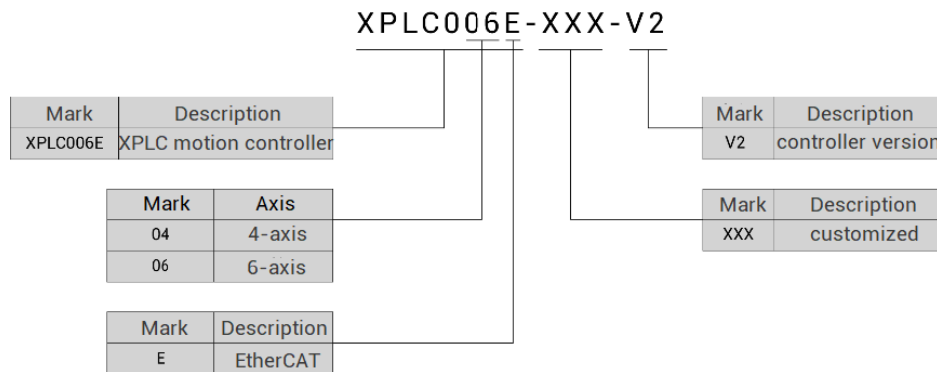 XPLC006E-XXX-V2
Mark Description
XPLC006E XPLC motion controller
Mark Description
V2 controller version
Mark Axis
04 4-axis
06 6-axis
Mark Description
XXX customized
Mark Description
E EtherCAT